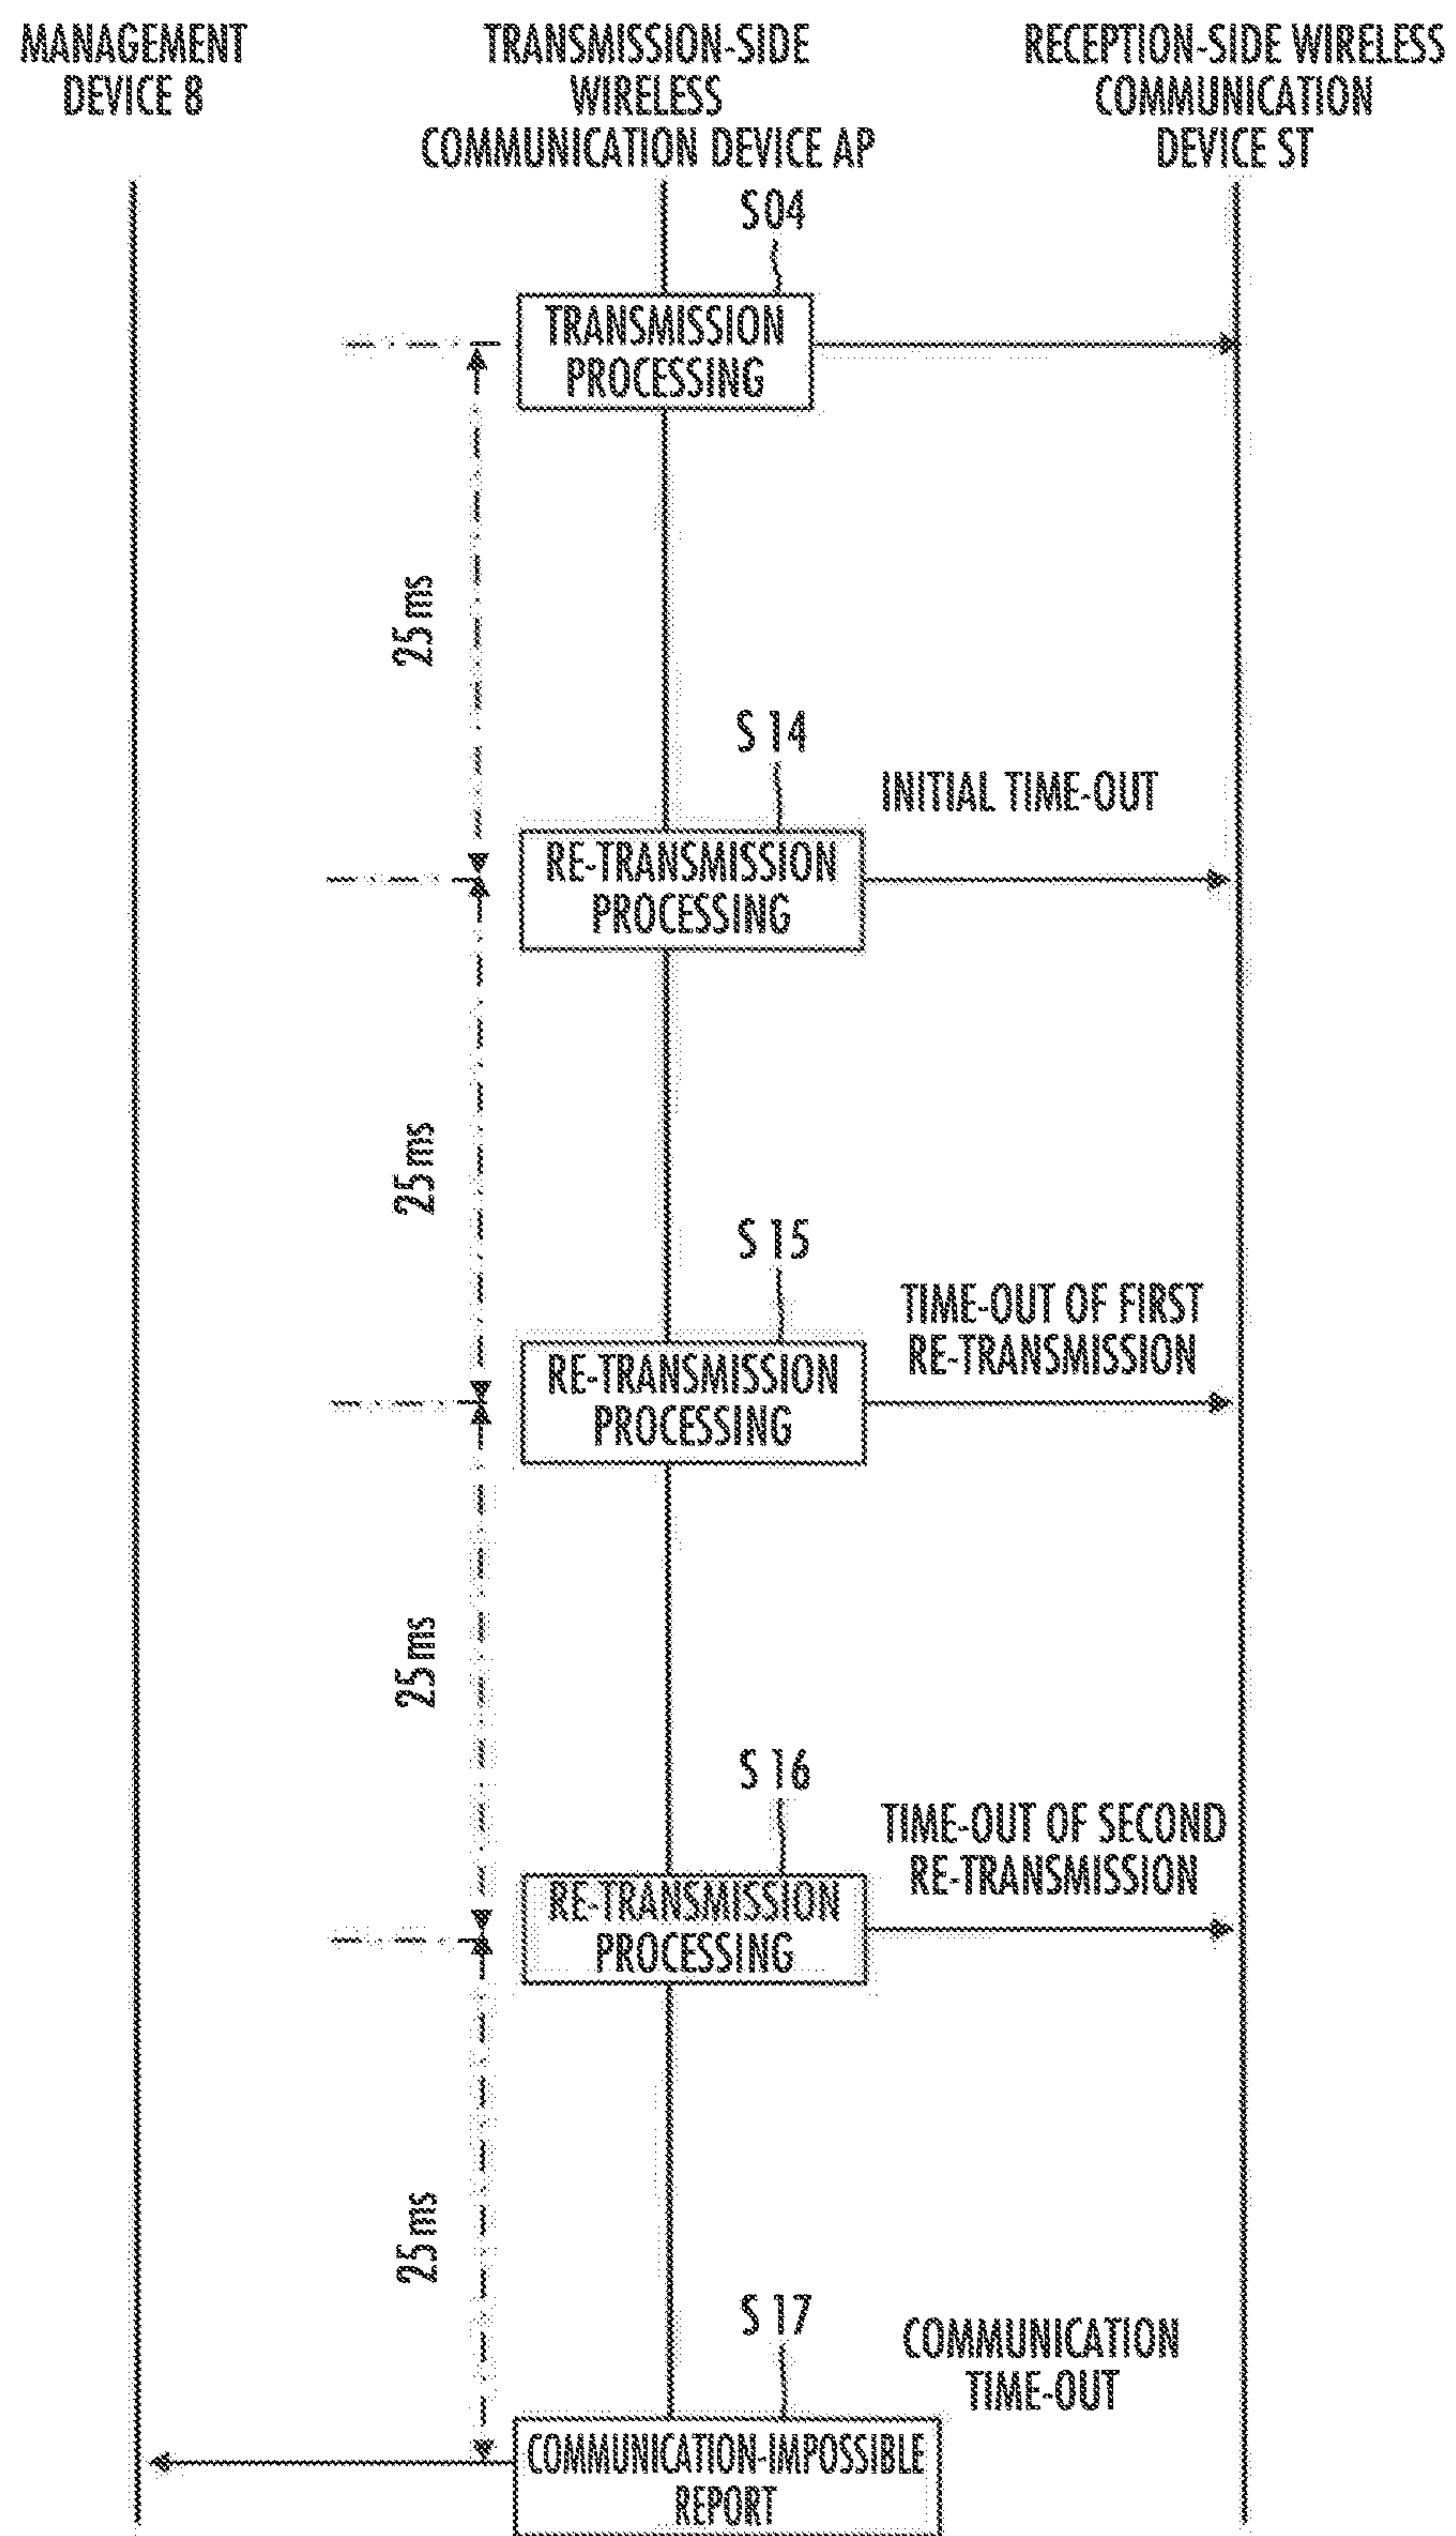 MANAGEMENT
DEVICE 8
TRANSMISSION-SIDE
WIRELESS
COMMUNICATION DEVICE AP
RECEPTION-SIDE WIRELESS
COMMUNICATION
DEVICE ST
S04
TRANSMISSION
PROCESSING
25ms
S14
INITIAL TIME-OUT
RE-TRANSMISSION
PROCESSING
25ms
S15
TIME-OUT OF FIRST
RE-TRANSMISSION
RE-TRANSMISSION
PROCESSING
25ms
S16
TIME-OUT OF SECOND
RE-TRANSMISSION
RE-TRANSMISSION
PROCESSING
25ms
S17
COMMUNICATION
TIME-OUT
COMMUNICATION-IMPOSSIBLE
REPORT